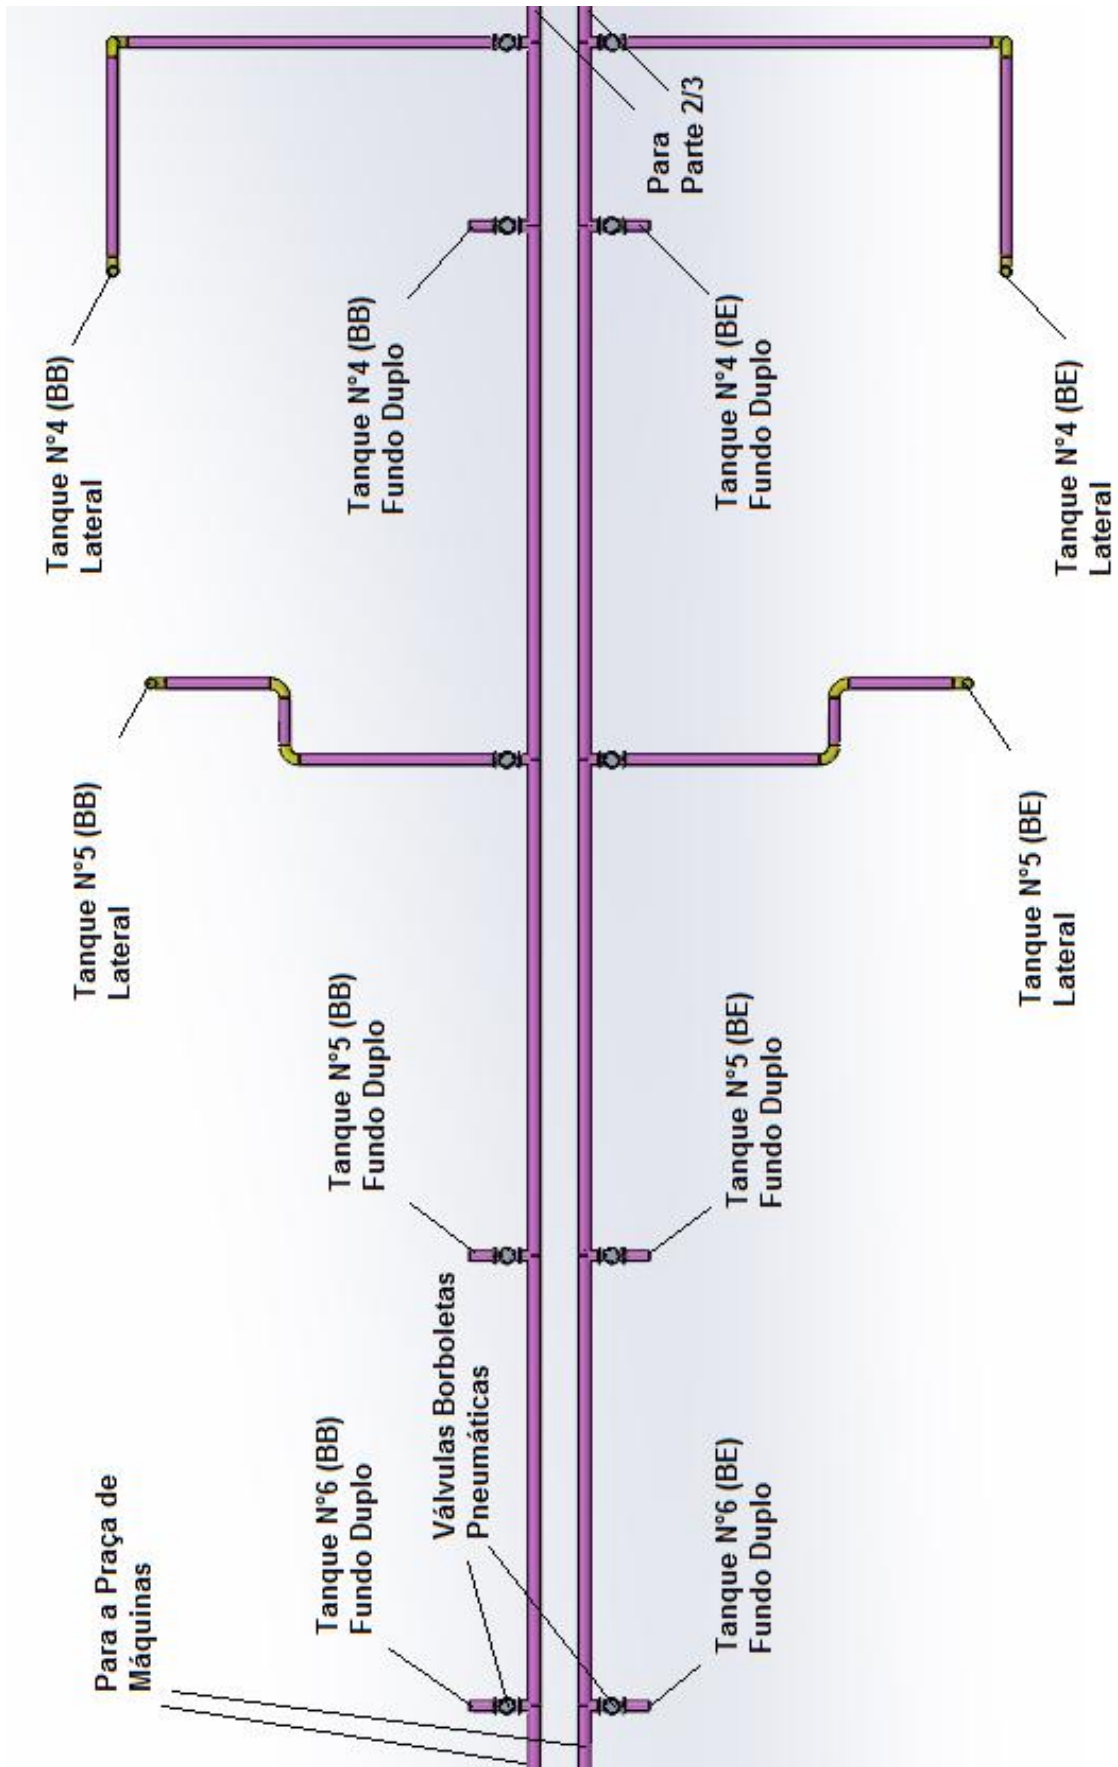 Para a Praça de
Máquinas
Tanque N°6 (BB)
Fundo Duplo
Válvulas Borboletas
Pneumáticas
Tanque N°6 (BE)
Fundo Duplo
Tanque N°5 (BB)
Fundo Duplo
Tanque N°5 (BE)
Fundo Duplo
Tanque N°5 (BB)
Lateral
Tanque N°5 (BE)
Lateral
Tanque N°4 (BB)
Lateral
Tanque N°4 (BB)
Fundo Duplo
Tanque N°4 (BE)
Fundo Duplo
Tanque N°4 (BE)
Lateral
Para
Parte 2/3